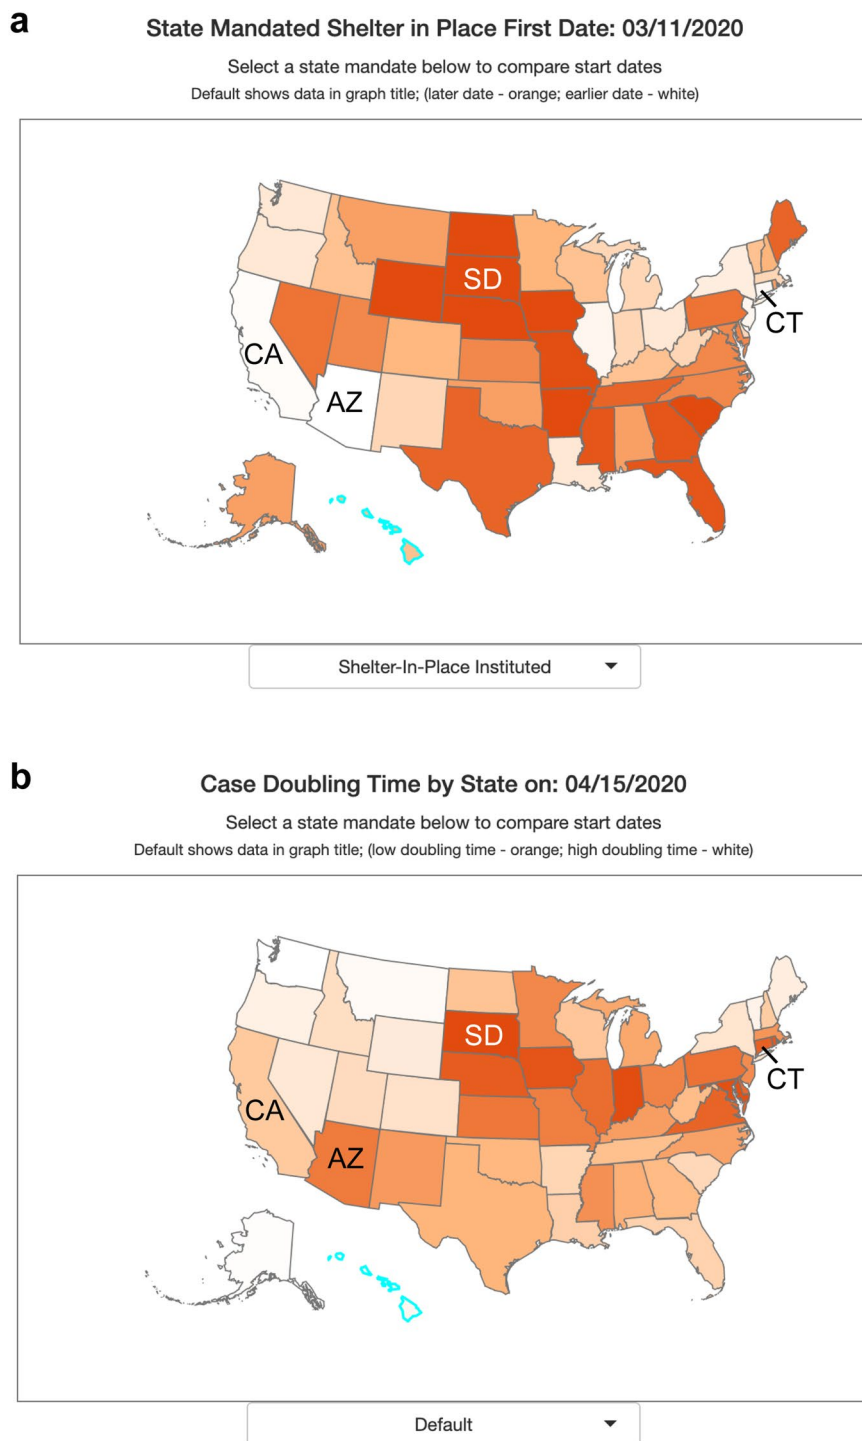 a
State Mandated Shelter in Place First Date: 03/11/2020
Select a state mandate below to compare start dates
Default shows data in graph title; (later date - orange; earlier date - white)
SD
CT
CA
AZ
Shelter-In-Place Instituted
b
Case Doubling Time by State on: 04/15/2020
Select a state mandate below to compare start dates
Default shows data in graph title; (low doubling time - orange; high doubling time - white)
SD
CT
CA
AZ
Default